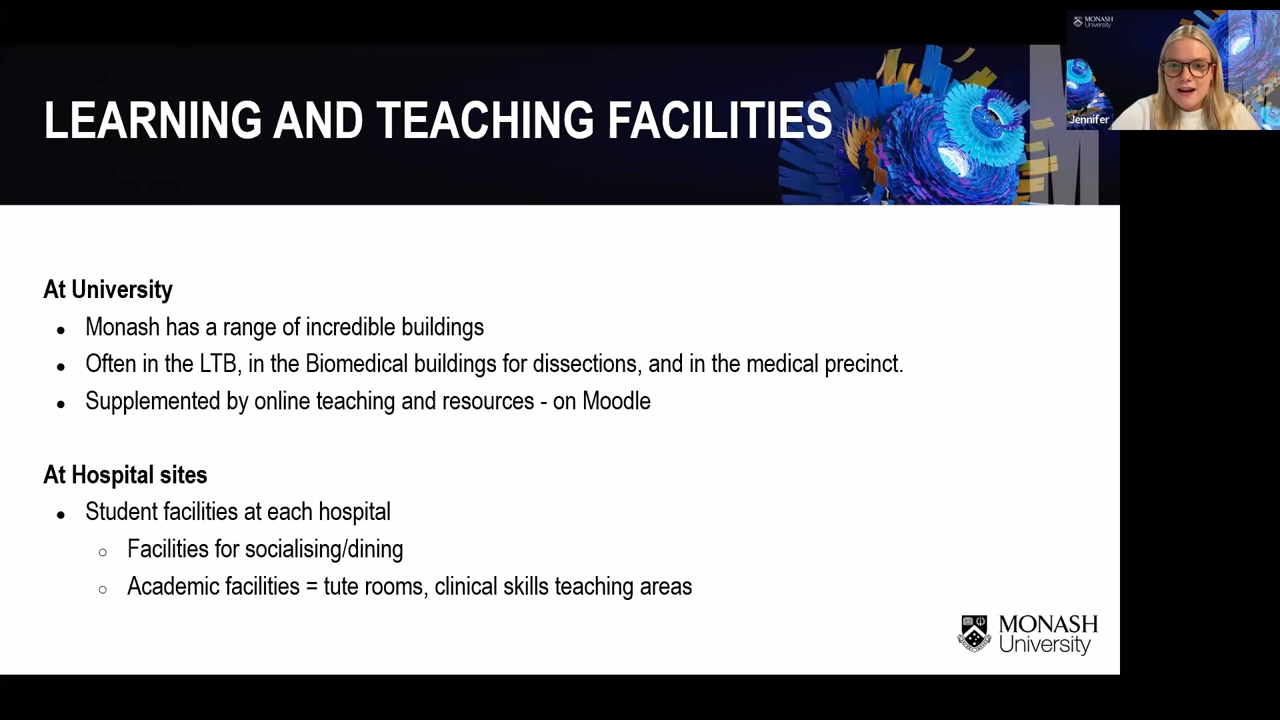 MONASH
University
Jennifer
LEARNING AND TEACHING FACILITIES
At University
● Monash has a range of incredible buildings
● Often in the LTB, in the Biomedical buildings for dissections, and in the medical precinct.
● Supplemented by online teaching and resources - on Moodle
At Hospital sites
● Student facilities at each hospital
○ Facilities for socialising/dining
○ Academic facilities = tute rooms, clinical skills teaching areas
MONASH
University